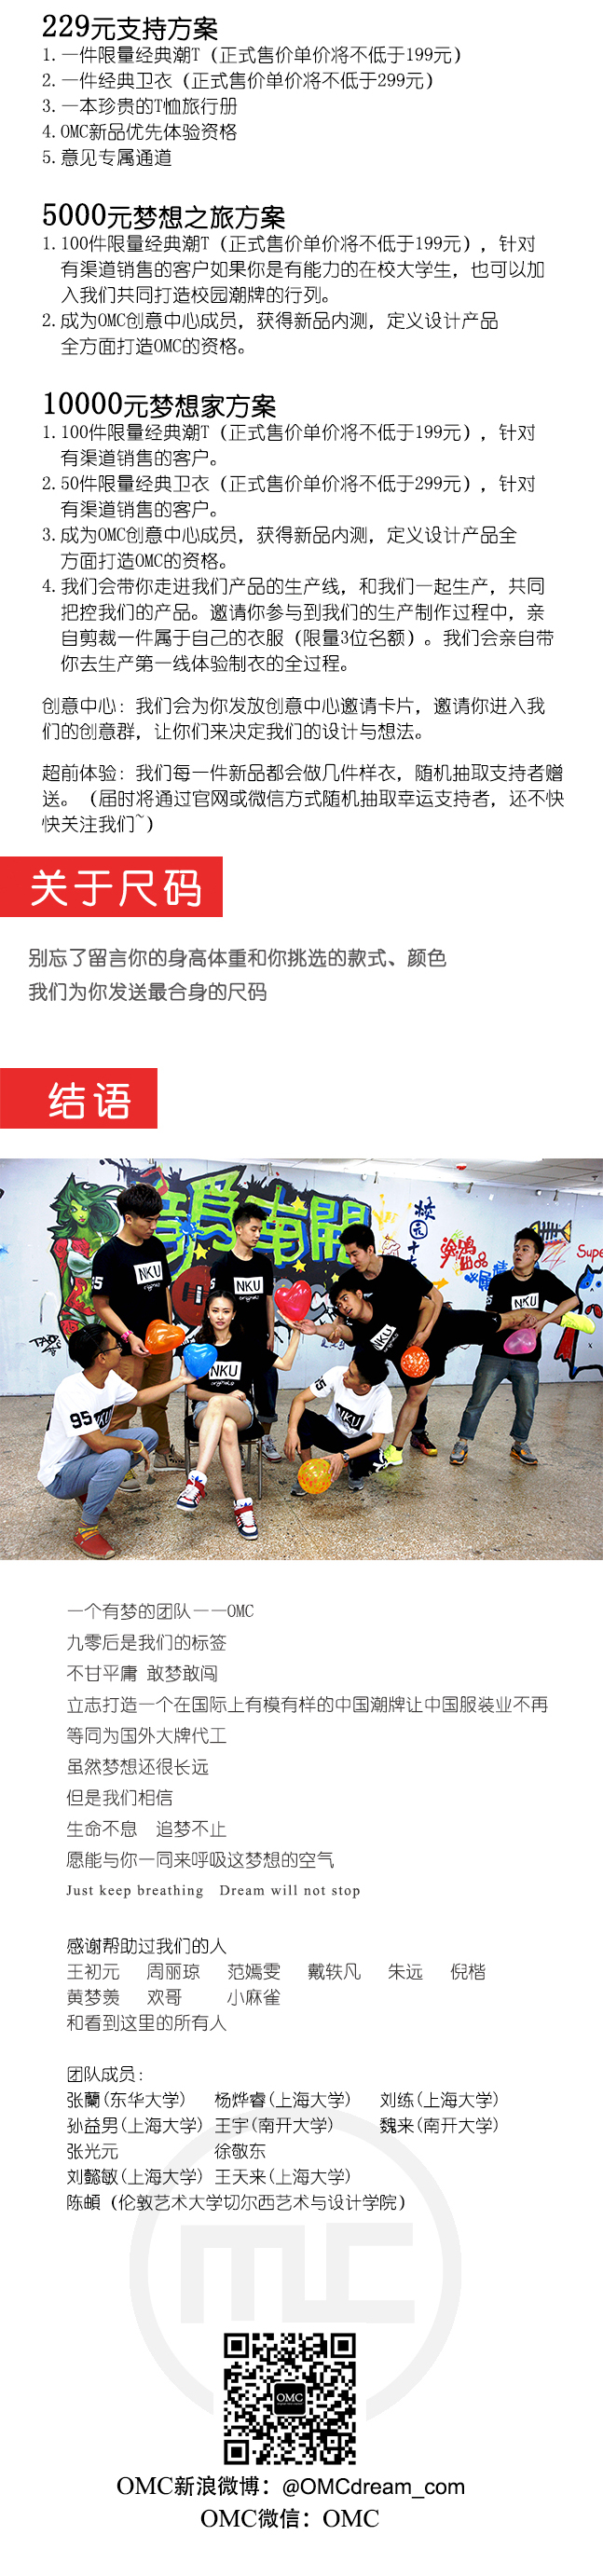 229元支持方案
1. 一件限量经典潮T（正式售价单价将不低于199元）
2. 一件经典卫衣（正式售价单价将不低于299元）
3. 一本珍贵的T恤旅行册
4. OMC新品优先体验资格
5. 意见专属通道
5000元梦想之旅方案
1. 100件限量经典潮T（正式售价单价将不低于199元），针对
有渠道销售的客户如果你是有能力的在校大学生，也可以加
入我们共同打造校园潮牌的行列。
2. 成为OMC创意中心成员，获得新品内测，定义设计产品
全方面打造OMC的资格。
10000元梦想家方案
1. 100件限量经典潮T（正式售价单价将不低于199元），针对
有渠道销售的客户。
2. 50件限量经典卫衣（正式售价单价将不低于299元），针对
有渠道销售的客户。
3. 成为OMC创意中心成员，获得新品内测，定义设计产品全
方面打造OMC的资格。
4. 我们会带你走进我们产品的生产线，和我们一起生产，共同
把控我们的产品。邀请你参与到我们的生产制作过程中，亲
自剪裁一件属于自己的衣服（限量3位名额）。我们会亲自带
你去生产第一线体验制衣的全过程。
创意中心：我们会为你发放创意中心邀请卡片，邀请你进入我
们的创意群，让你们来决定我们的设计与想法。
超前体验：我们每一件新品都会做几件样衣，随机抽取支持者赠
送。（届时将通过官网或微信方式随机抽取幸运支持者，还不快
快关注我们~）
关于尺码
别忘了留言你的身高体重和你挑选的款式、颜色
我们为你发送最合身的尺码
结语
南開
Supe
NKU
NKU
NKU
NKU
NKU
95
一个有梦的团队——OMC
九零后是我们的标签
不甘平庸 敢梦敢闯
立志打造一个在国际上有模有样的中国潮牌让中国服装业不再
等同为国外大牌代工
虽然梦想还很长远
但是我们相信
生命不息 追梦不止
愿能与你一同来呼吸这梦想的空气
Just keep breathing Dream will not stop
感谢帮助过我们的人
王初元 周丽琼 范嫣雯 戴轶凡 朱远 倪楷
黄梦羡 欢哥 小麻雀
和看到这里的所有人
团队成员：
张蘭(东华大学) 杨烨睿(上海大学) 刘练(上海大学)
孙益男(上海大学) 王宇(南开大学) 魏来(南开大学)
张光元 徐敬东
刘懿敏(上海大学) 王天来(上海大学)
陈頔（伦敦艺术大学切尔西艺术与设计学院）
OMC
OMC新浪微博：@OMCdream_com
OMC微信：OMC